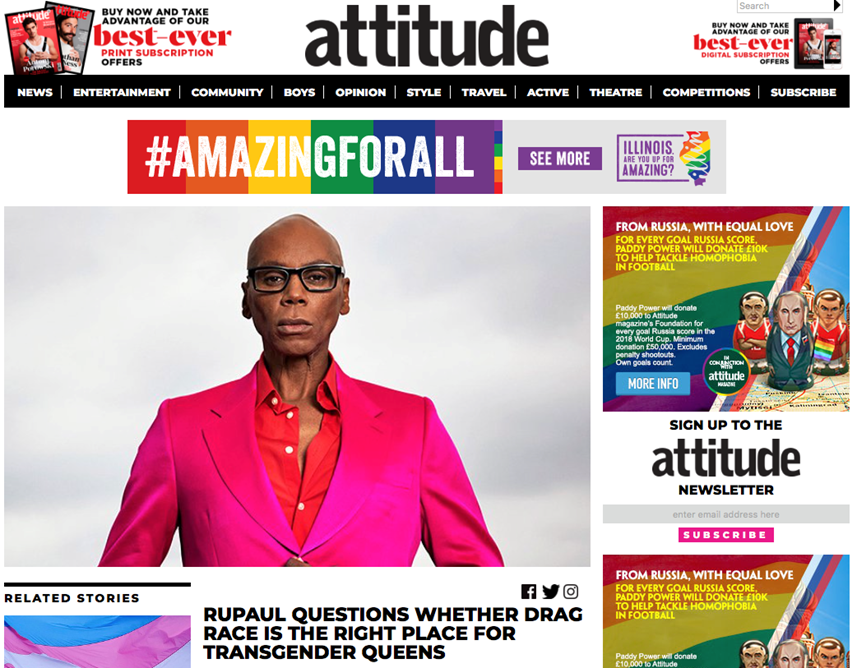 attitude
BUY NOW AND TAKE
ADVANTAGE OF OUR
best-ever
PRINT SUBSCRIPTION
OFFERS
attitude
Search
BUY NOW AND TAKE
ADVANTAGE OF OUR
best-ever
DIGITAL SUBSCRIPTION
OFFERS
NEWS
ENTERTAINMENT
COMMUNITY
BOYS
OPINION
STYLE
TRAVEL
ACTIVE
THEATRE
COMPETITIONS
SUBSCRIBE
#AMAZINGFORALL
SEE MORE
ILLINOIS.
ARE YOU UP FOR
AMAZING?
FROM RUSSIA, WITH EQUAL LOVE
FOR EVERY GOAL RUSSIA SCORE,
PADDY POWER WILL DONATE £10K
TO HELP TACKLE HOMOPHOBIA
IN FOOTBALL
Paddy Power will donate
£10,000 to Attitude
magazine's Foundation for
every goal Russia score in the
2018 World Cup. Minimum
donation £50,000. Excludes
penalty shootouts.
Own goals count.
MORE INFO
IN
CONJUNCTION
WITH
attitude
MAGAZINE
SIGN UP TO THE
attitude
NEWSLETTER
enter email address here
SUBSCRIBE
FROM RUSSIA, WITH EQUAL LOVE
FOR EVERY GOAL RUSSIA SCORE,
PADDY POWER WILL DONATE £10K
TO HELP TACKLE HOMOPHOBIA
IN FOOTBALL
Paddy Power will donate
£10,000 to Attitude
RELATED STORIES
RUPAUL QUESTIONS WHETHER DRAG
RACE IS THE RIGHT PLACE FOR
TRANSGENDER QUEENS